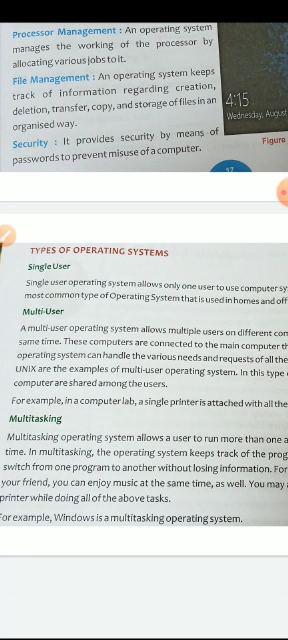 Processor Management : An operating system
manages the working of the processor by
allocating various jobs to it.
File Management : An operating system keeps
track of information regarding creation,
deletion, transfer, copy, and storage of files in an
organised way.
Security : It provides security by means of
passwords to prevent misuse of a computer.
4:15
Wednesday, August
Figure
17
TYPES OF OPERATING SYSTEMS
Single User
Single user operating system allows only one user to use computer sy
most common type of Operating System that is used in homes and off
Multi-User
A multi-user operating system allows multiple users on different com
same time. These computers are connected to the main computer th
operating system can handle the various needs and requests of all the
UNIX are the examples of multi-user operating system. In this type
computer are shared among the users.
For example, in a computer lab, a single printer is attached with all the
Multitasking
Multitasking operating system allows a user to run more than one a
time. In multitasking, the operating system keeps track of the prog
switch from one program to another without losing information. For
your friend, you can enjoy music at the same time, as well. You may
printer while doing all of the above tasks.
For example, Windows is a multitasking operating system.